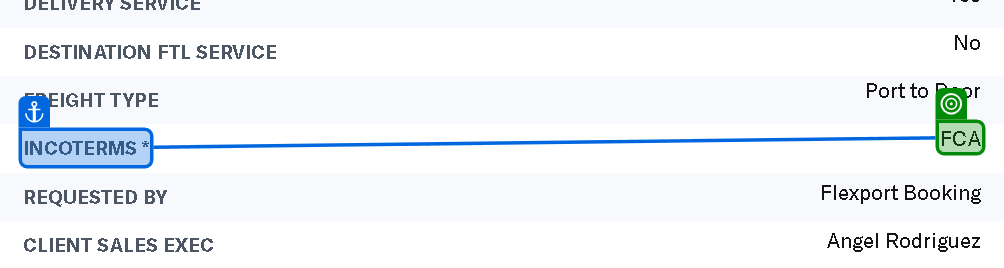 DELIVERY SERVICE Yes
DESTINATION FTL SERVICE No
FREIGHT TYPE Port to Door
INCOTERMS * FCA
REQUESTED BY Flexport Booking
CLIENT SALES EXEC Angel Rodriguez